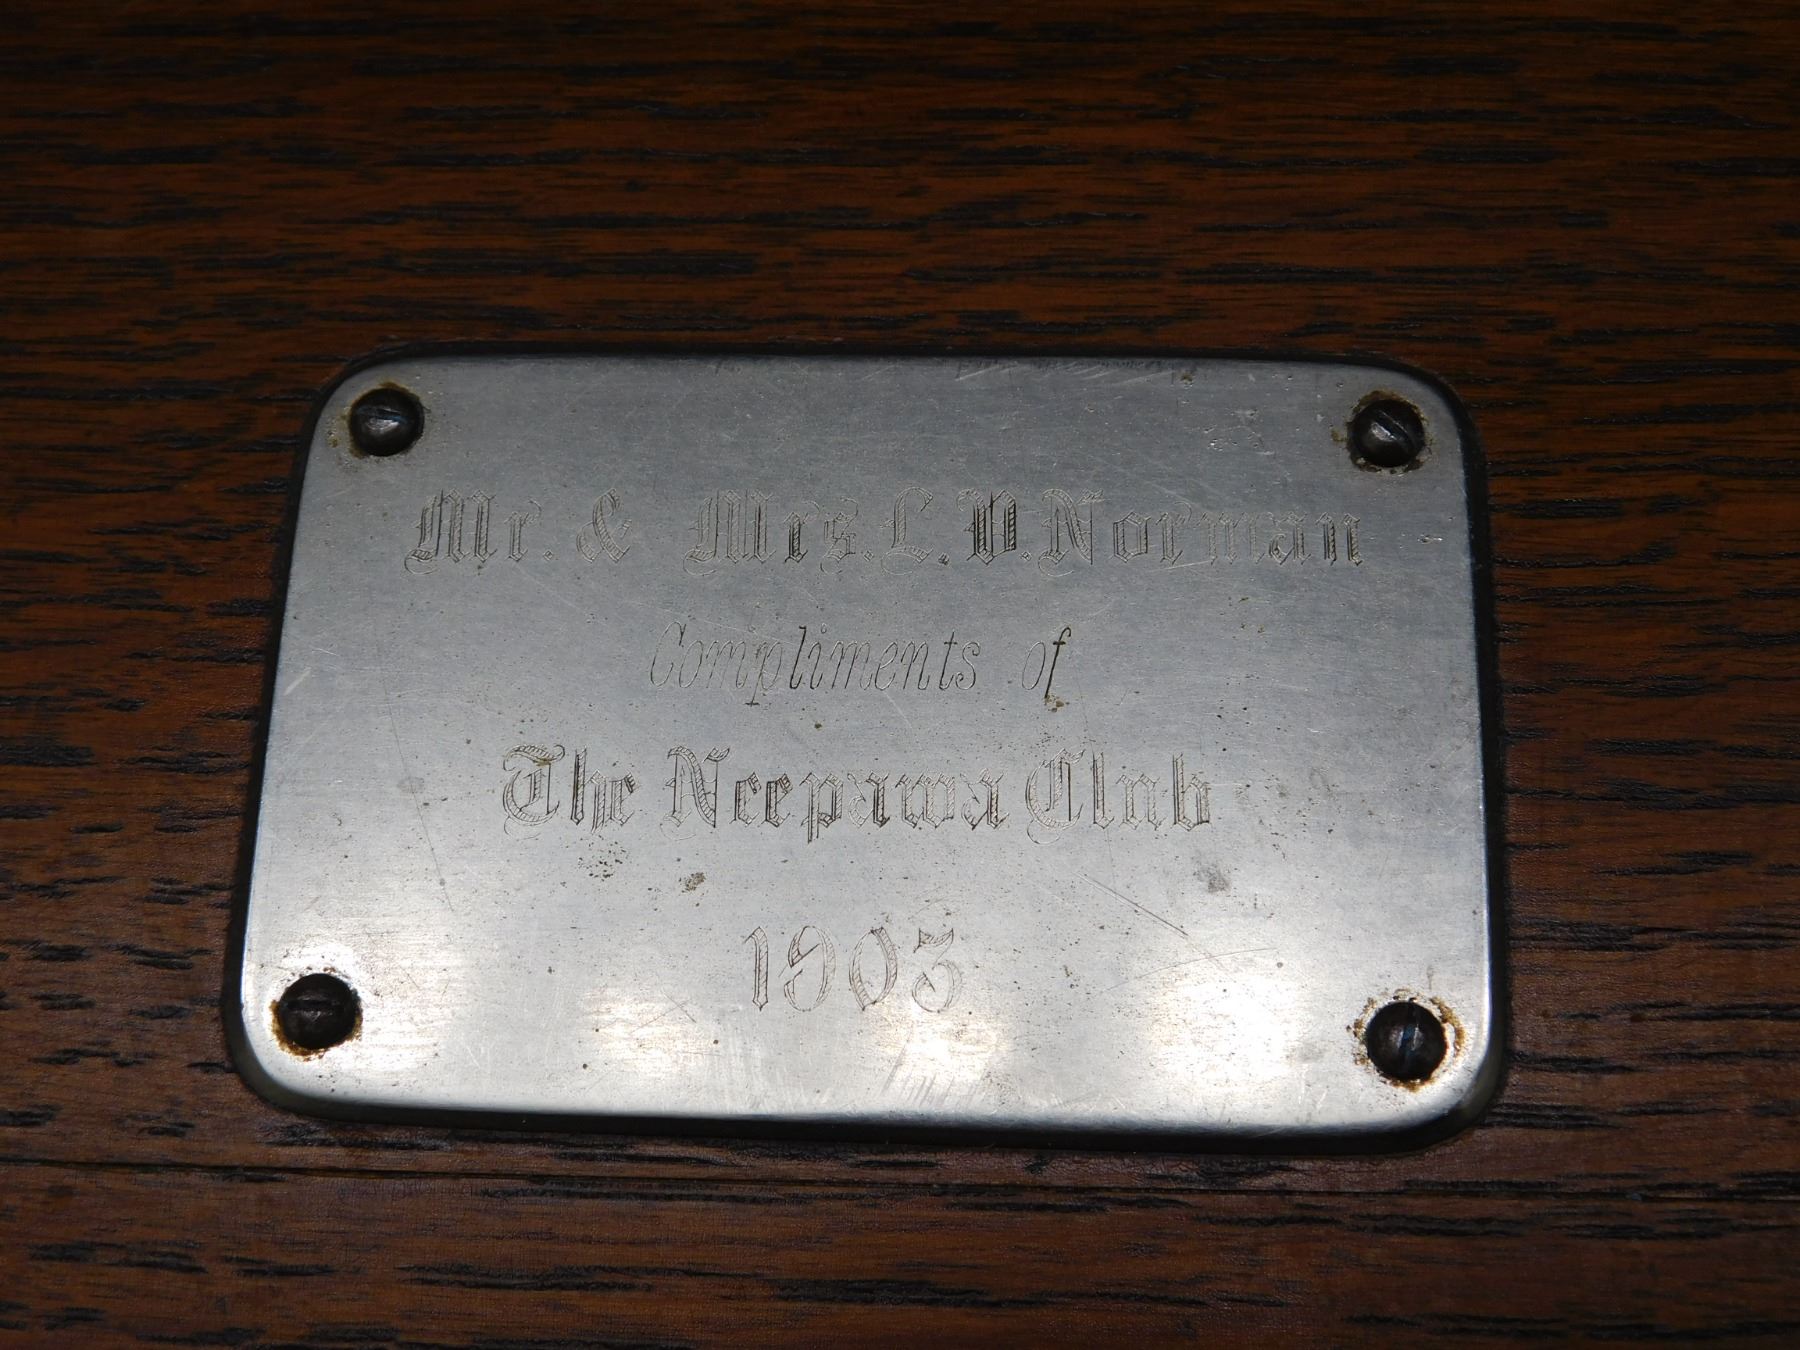 Mr. & Mrs. L. V. Norman
Compliments of
The Neepawa Club
1903